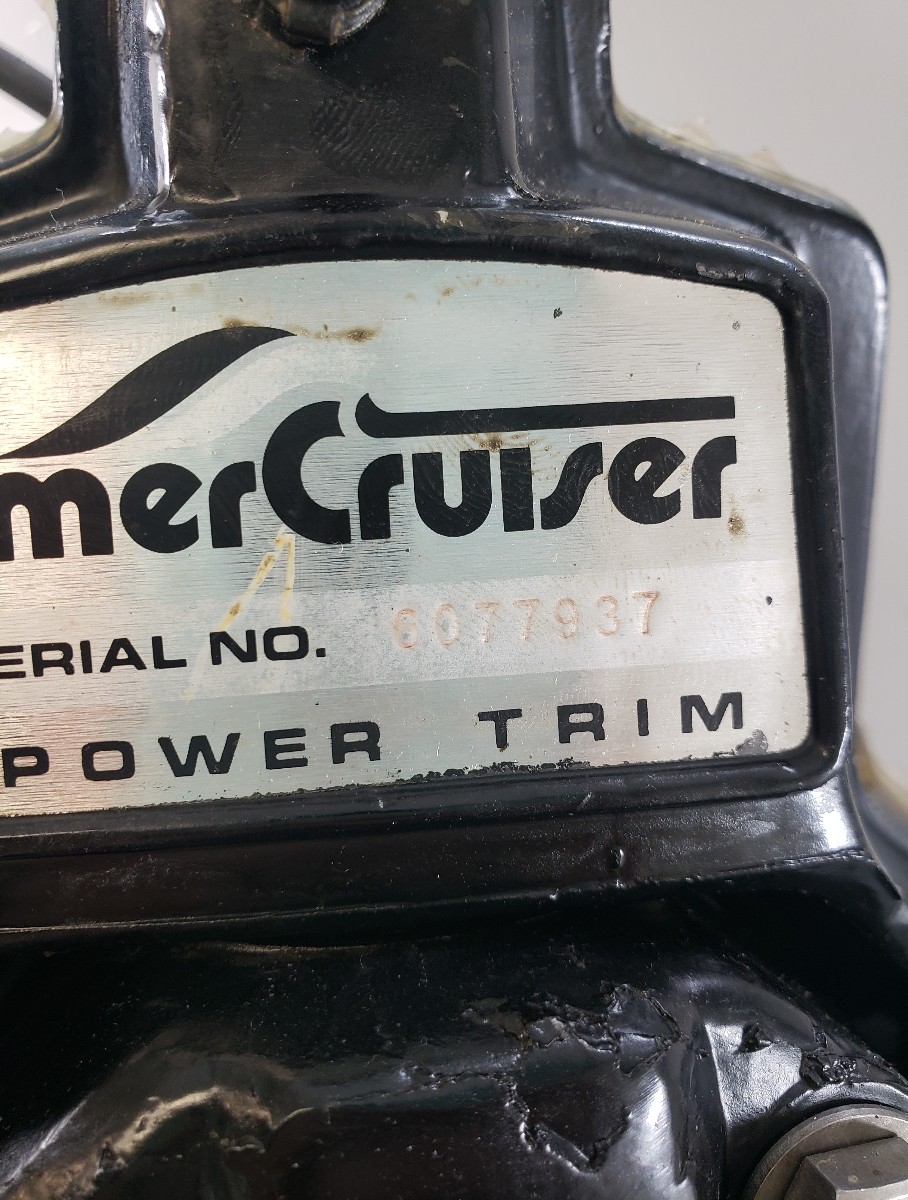 merCruiser
ERIAL NO. 6077937
POWER TRIM